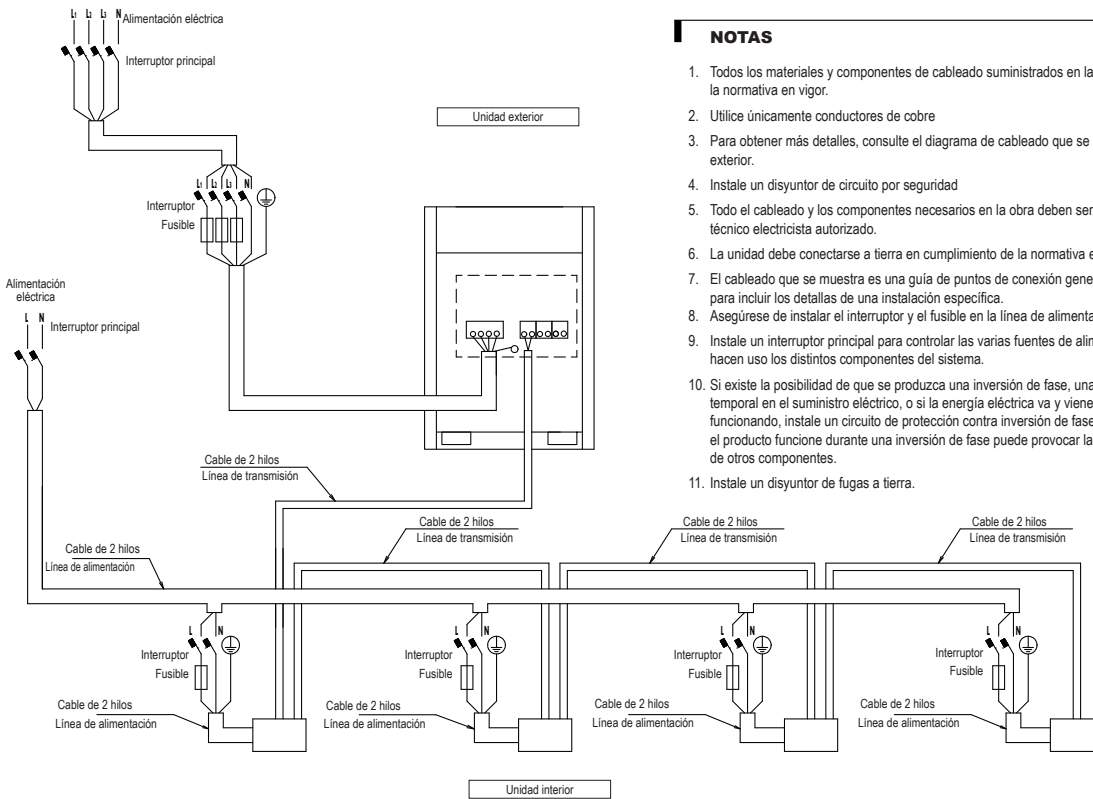 L1 L2 L3 N Alimentación eléctrica
Interruptor principal
Unidad exterior
L1 L2 L3 N
Interruptor
Fusible
Alimentación
eléctrica
L N
Interruptor principal
NOTAS
1. Todos los materiales y componentes de cableado suministrados en la
la normativa en vigor.
2. Utilice únicamente conductores de cobre
3. Para obtener más detalles, consulte el diagrama de cableado que se
exterior.
4. Instale un disyuntor de circuito por seguridad
5. Todo el cableado y los componentes necesarios en la obra deben ser
técnico electricista autorizado.
6. La unidad debe conectarse a tierra en cumplimiento de la normativa
7. El cableado que se muestra es una guía de puntos de conexión
para incluir los detallas de una instalación específica.
8. Asegúrese de instalar el interruptor y el fusible en la línea de
9. Instale un interruptor principal para controlar las varias fuentes de
hacen uso los distintos componentes del sistema.
10. Si existe la posibilidad de que se produzca una inversión de fase, una
temporal en el suministro eléctrico, o si la energía eléctrica va y viene
funcionando, instale un circuito de protección contra inversión de fase
el producto funcione durante una inversión de fase puede provocar la
de otros componentes.
11. Instale un disyuntor de fugas a tierra.
Cable de 2 hilos
Línea de transmisión
Cable de 2 hilos
Línea de transmisión
Cable de 2 hilos
Línea de transmisión
Cable de 2 hilos
Línea de transmisión
Cable de 2 hilos
Línea de alimentación
L N
Interruptor
Fusible
Cable de 2 hilos
Línea de alimentación
L N
Interruptor
Fusible
Cable de 2 hilos
Línea de alimentación
L N
Interruptor
Fusible
Cable de 2 hilos
Línea de alimentación
L N
Interruptor
Fusible
Cable de 2 hilos
Línea de alimentación
Unidad interior